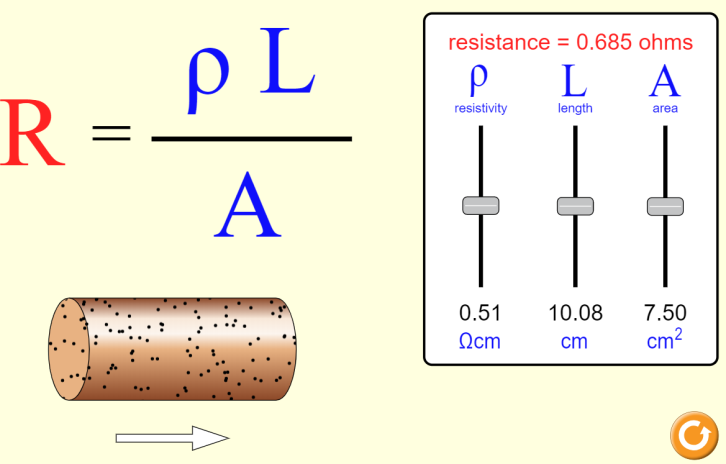 R = ρ L / A
resistance = 0.685 ohms
ρ L A
resistivity length area
0.51 10.08 7.50
Ωcm cm cm²